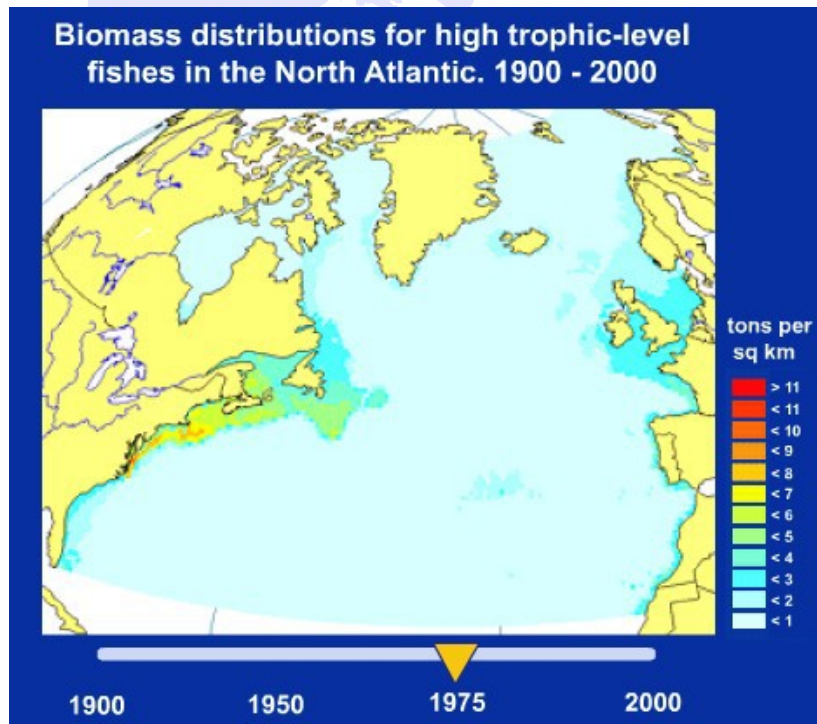 Biomass distributions for high trophic-level
fishes in the North Atlantic. 1900 - 2000
tons per
sq km
> 11
< 11
< 10
< 9
< 8
< 7
< 6
< 5
< 4
< 3
< 2
< 1
1900 1950 1975 2000